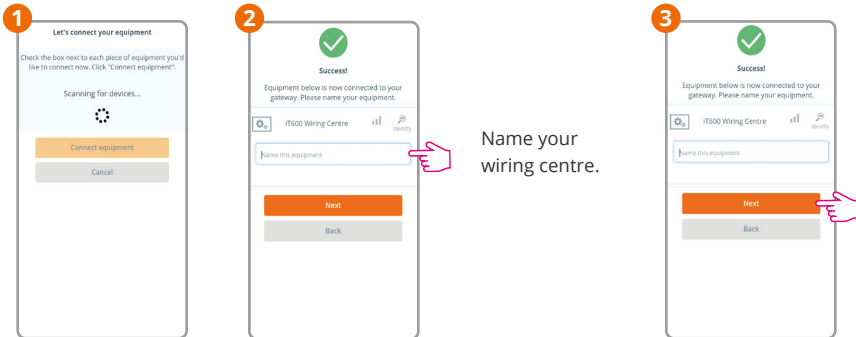 1
Let's connect your equipment
Check the box next to each piece of equipment you'd
like to connect now. Click "Connect equipment".
Scanning for devices...
Connect equipment
Cancel
2
Success!
Equipment below is now connected to your
gateway. Please name your equipment.
iT600 Wiring Centre
Identify
Name this equipment
Next
Back
Name your
wiring centre.
3
Success!
Equipment below is now connected to your
gateway. Please name your equipment.
iT600 Wiring Centre
Identify
Name this equipment
Next
Back